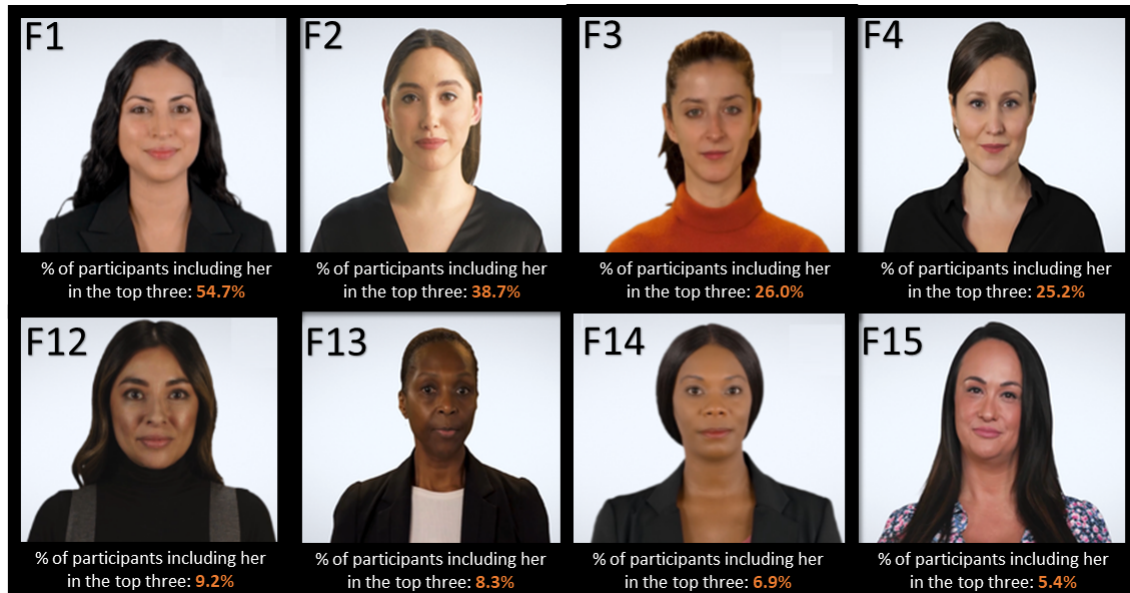 F1
F2
F3
F4
% of participants including her
in the top three: 54.7%
% of participants including her
in the top three: 38.7%
% of participants including her
in the top three: 26.0%
% of participants including her
in the top three: 25.2%
F12
F13
F14
F15
% of participants including her
in the top three: 9.2%
% of participants including her
in the top three: 8.3%
% of participants including her
in the top three: 6.9%
% of participants including her
in the top three: 5.4%